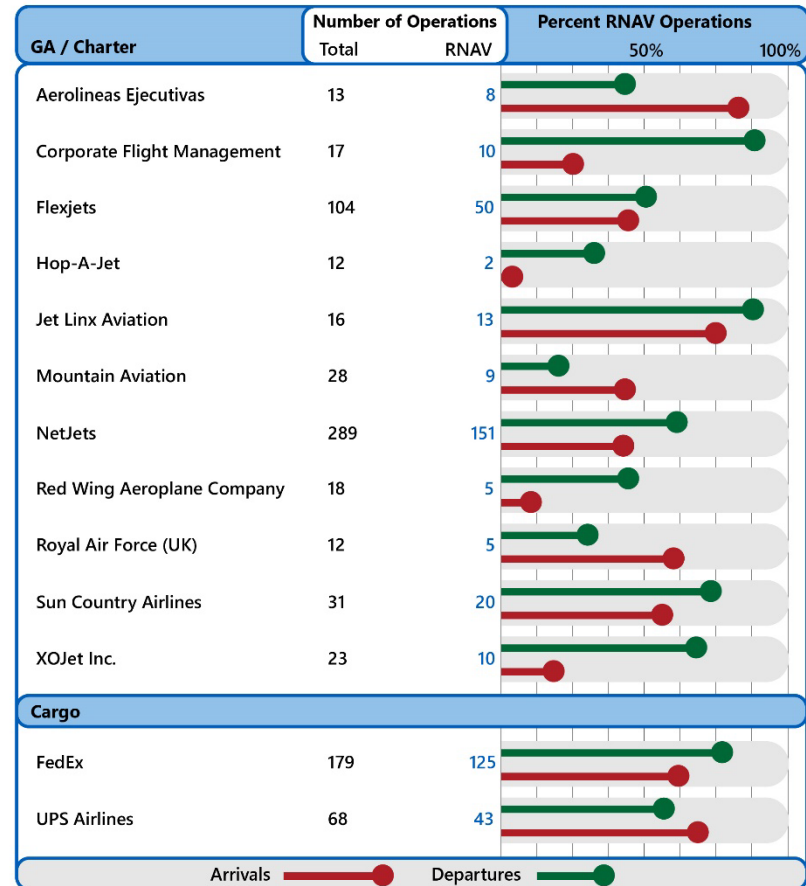 Number of Operations Percent RNAV Operations
GA / Charter Total RNAV 50% 100%
Aerolineas Ejecutivas 13 8
Corporate Flight Management 17 10
Flexjets 104 50
Hop-A-Jet 12 2
Jet Linx Aviation 16 13
Mountain Aviation 28 9
NetJets 289 151
Red Wing Aeroplane Company 18 5
Royal Air Force (UK) 12 5
Sun Country Airlines 31 20
XOJet Inc. 23 10
Cargo
FedEx 179 125
UPS Airlines 68 43
Arrivals Departures